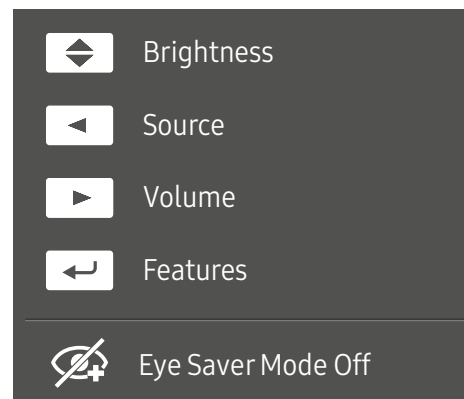 Brightness
Source
Volume
Features
Eye Saver Mode Off